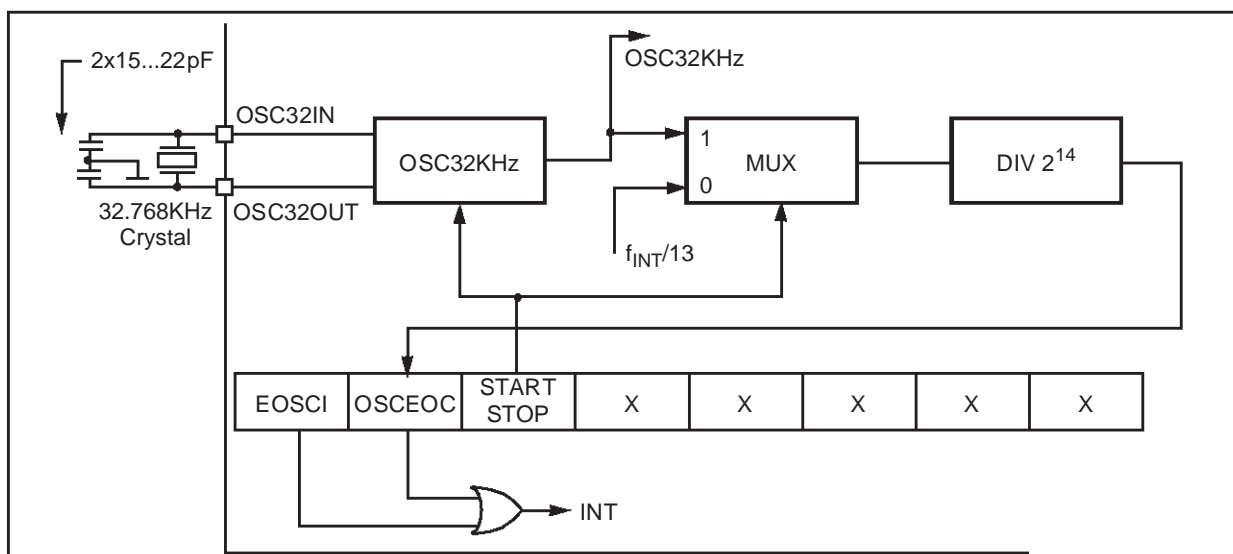 2x15...22pF
OSC32KHz
OSC32IN
OSC32KHz
1
MUX
DIV 2¹⁴
0
32.768KHz
Crystal
OSC32OUT
f_INT/13
EOSCI
OSCEOC
START
STOP
X
X
X
X
X
INT